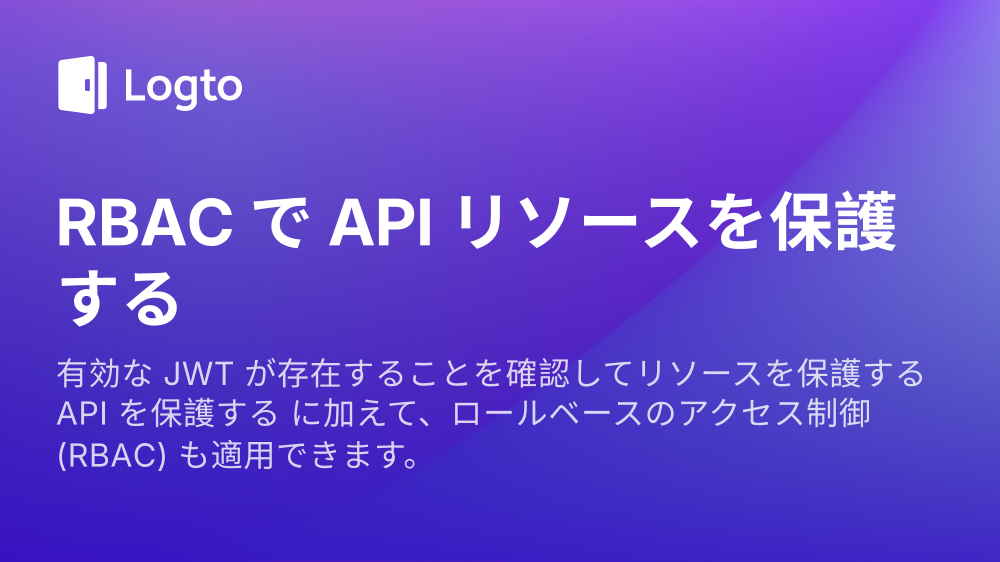 Logto
RBAC で API リソースを保護
する
有効な JWT が存在することを確認してリソースを保護する
API を保護する に加えて、ロールベースのアクセス制御
(RBAC) も適用できます。